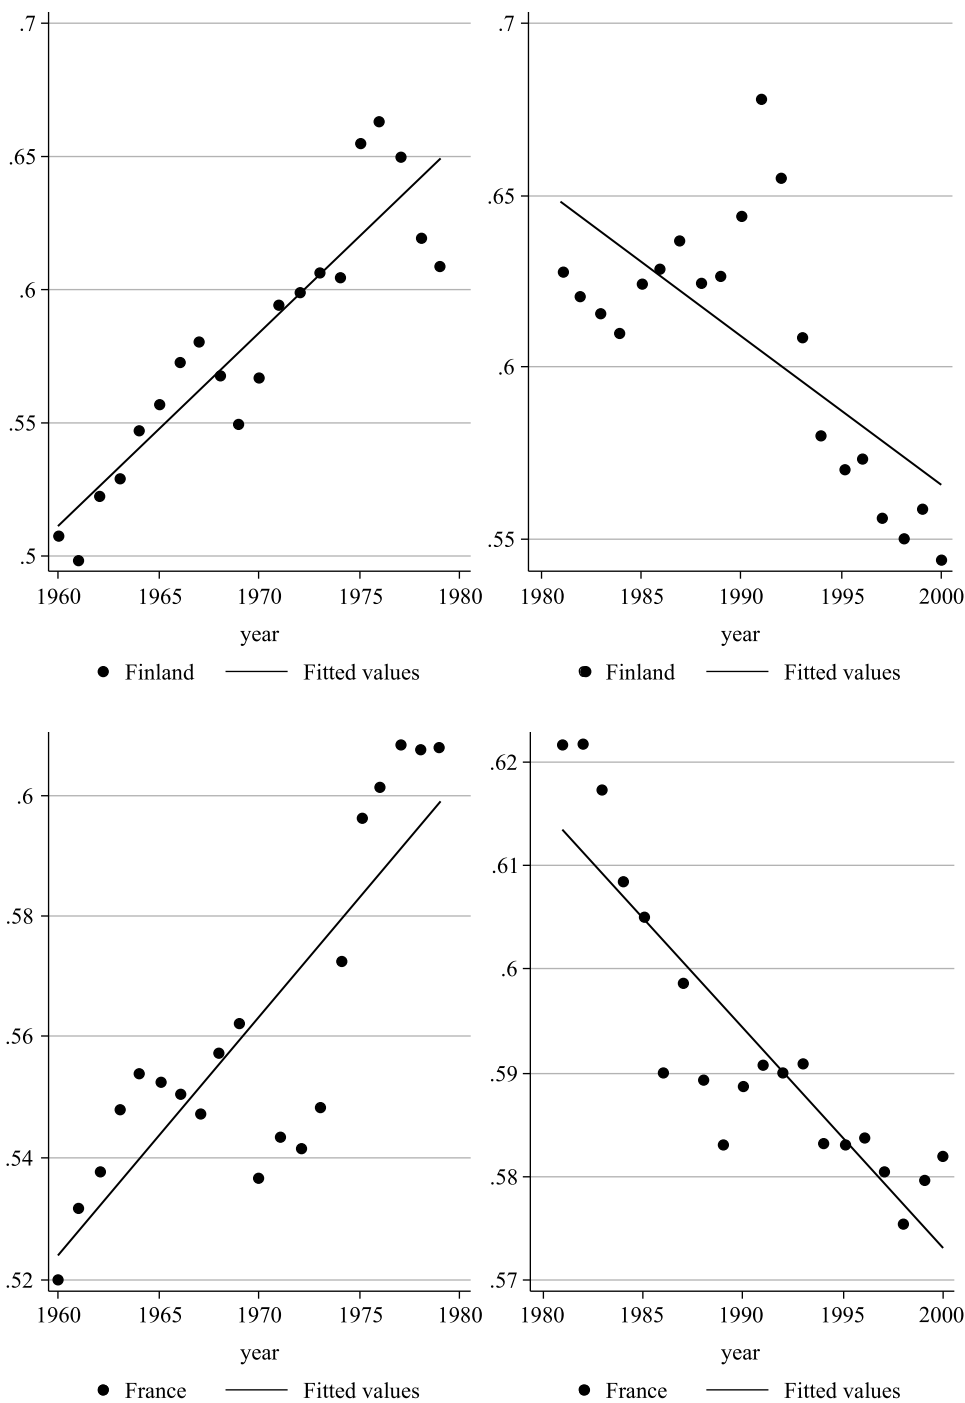 .7
.65
.6
.55
.5
1960 1965 1970 1975 1980
year
Finland Fitted values
.7
.65
.6
.55
1980 1985 1990 1995 2000
year
Finland Fitted values
.6
.58
.56
.54
.52
1960 1965 1970 1975 1980
year
France Fitted values
.62
.61
.6
.59
.58
.57
1980 1985 1990 1995 2000
year
France Fitted values